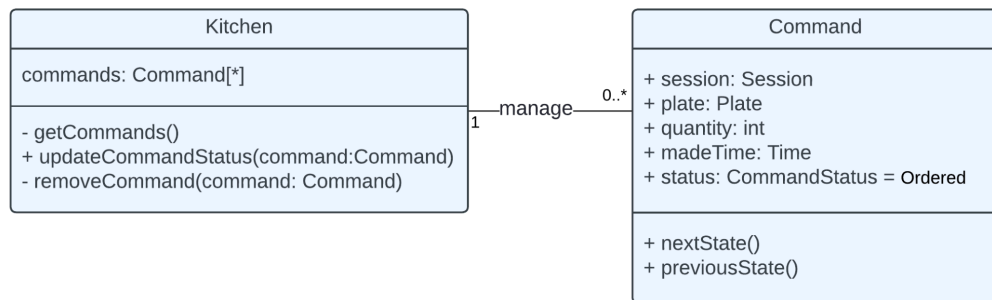 Kitchen
commands: Command[*]
- getCommands()
+ updateCommandStatus(command:Command)
- removeCommand(command: Command)
1
manage
0..*
Command
+ session: Session
+ plate: Plate
+ quantity: int
+ madeTime: Time
+ status: CommandStatus = Ordered
+ nextState()
+ previousState()